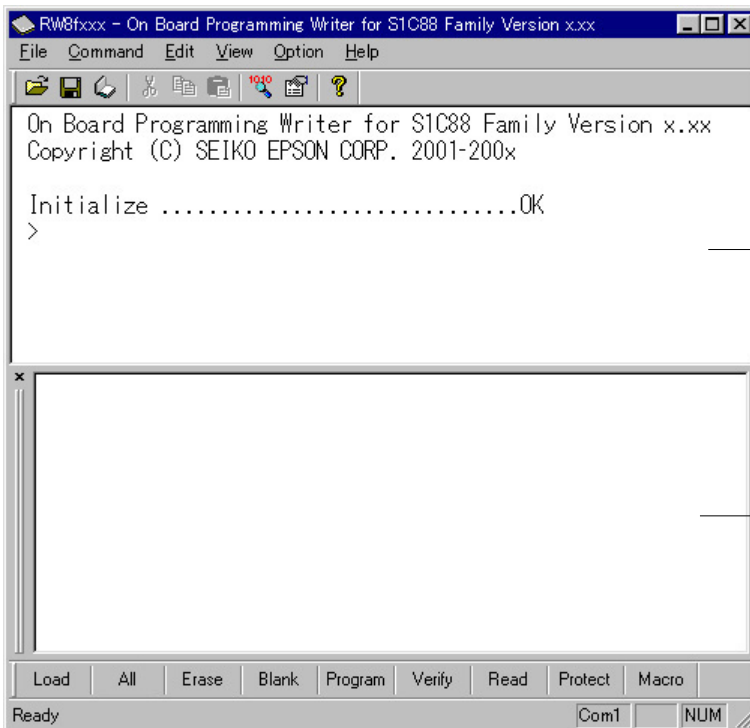 RW8fxxx - On Board Programming Writer for S1C88 Family Version x.xx
File Command Edit View Option Help
1010
?
On Board Programming Writer for S1C88 Family Version x.xx
Copyright (C) SEIKO EPSON CORP. 2001-200x
Initialize ..............................OK
>
Load All Erase Blank Program Verify Read Protect Macro
Ready Com1 NUM